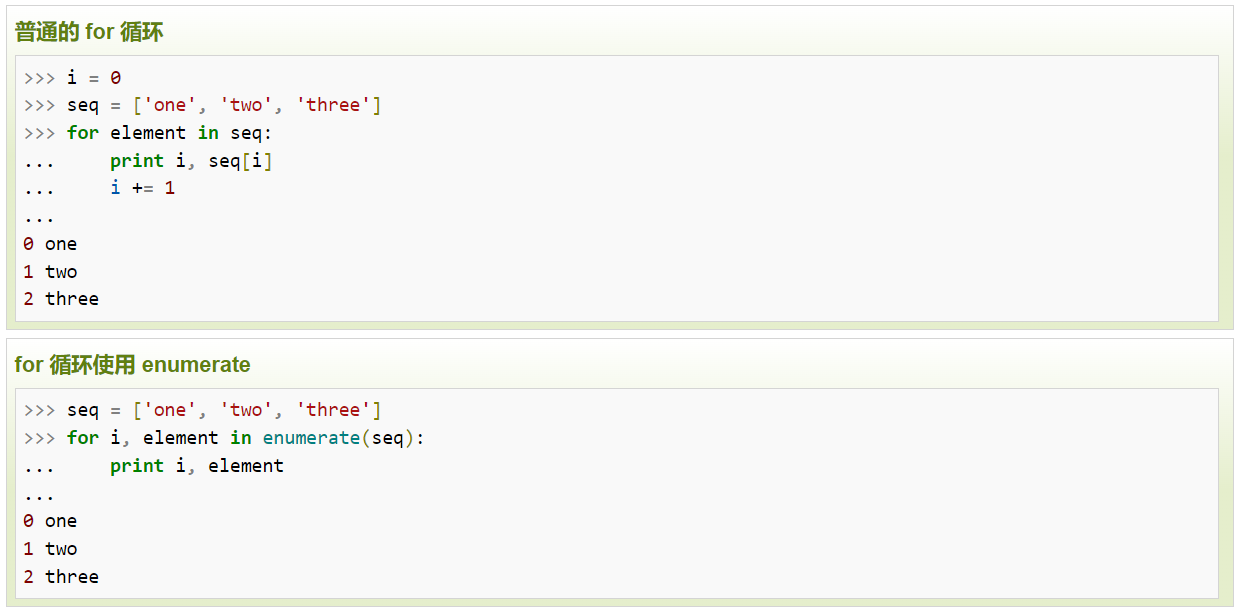 普通的 for 循环
>>> i = 0
>>> seq = ['one', 'two', 'three']
>>> for element in seq:
...     print i, seq[i]
...     i += 1
...
0 one
1 two
2 three
for 循环使用 enumerate
>>> seq = ['one', 'two', 'three']
>>> for i, element in enumerate(seq):
...     print i, element
...
0 one
1 two
2 three